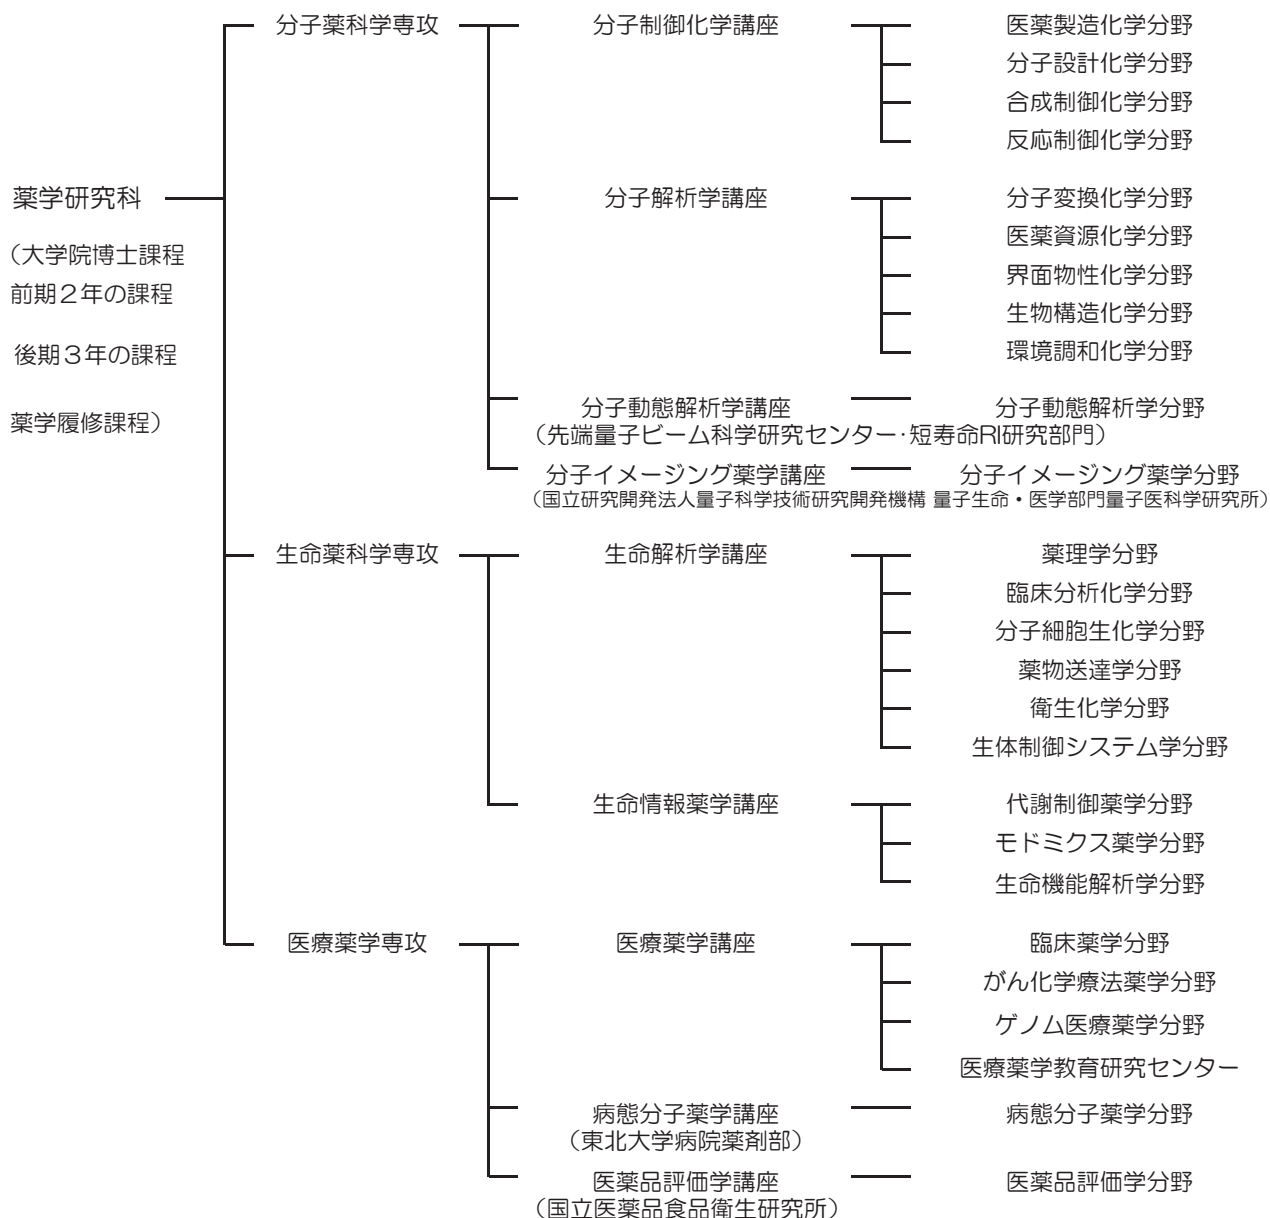 分子薬科学専攻 分子制御化学講座 医薬製造化学分野
分子設計化学分野
合成制御化学分野
反応制御化学分野
薬学研究科 分子解析学講座 分子変換化学分野
医薬資源化学分野
(大学院博士課程
界面物性化学分野
前期2年の課程
生物構造化学分野
後期3年の課程 環境調和化学分野
分子動態解析学講座 分子動態解析学分野
薬学履修課程)
(先端量子ビーム科学研究センター・短寿命RI研究部門)
分子イメージング薬学講座 分子イメージング薬学分野
(国立研究開発法人量子科学技術研究開発機構 量子生命・医学部門量子医科学研究所)
生命薬科学専攻 生命解析学講座 薬理学分野
臨床分析化学分野
分子細胞生化学分野
薬物送達学分野
衛生化学分野
生体制御システム学分野
生命情報薬学講座 代謝制御薬学分野
モドミクス薬学分野
生命機能解析学分野
医療薬学専攻 医療薬学講座 臨床薬学分野
がん化学療法薬学分野
ゲノム医療薬学分野
医療薬学教育研究センター
病態分子薬学講座 病態分子薬学分野
(東北大学病院薬剤部)
医薬品評価学講座 医薬品評価学分野
(国立医薬品食品衛生研究所)